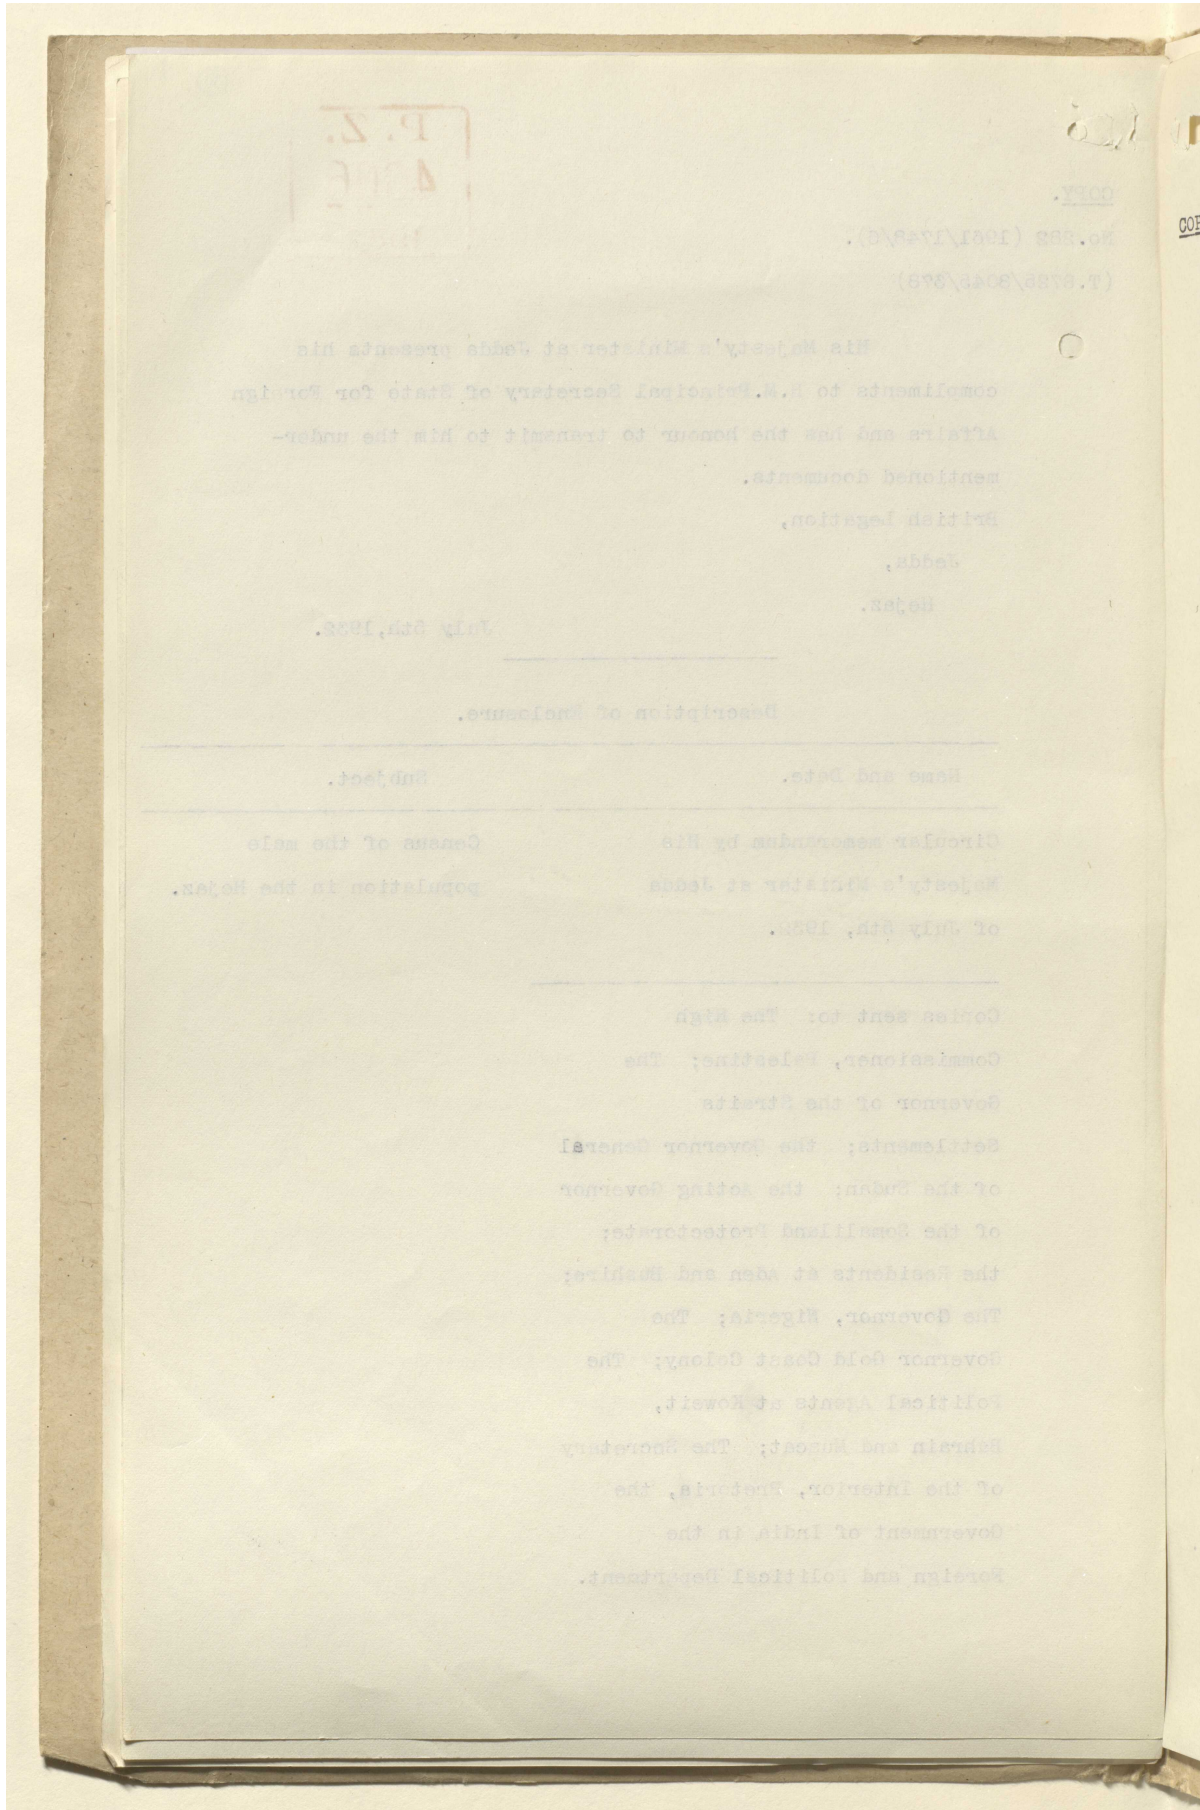 P.Z.
COPY.
No.282 (1961/1748/6).
(T.8725/3045/378)
His Majesty's Minister at Jedda presents his
compliments to H.M.Principal Secretary of State for Foreign
Affairs and has the honour to transmit to him the under-
mentioned documents.
British Legation,
Jedda,
Hejaz.
July 5th,1932.
Description of Enclosure.
Name and Date.
Subject.
Circular memorandum by His
Majesty's Minister at Jedda
of July 5th, 1932.
Census of the male
population in the Hejaz.
Copies sent to: The High
Commissioner, Palestine; The
Governor of the Straits
Settlements; the Governor General
of the Sudan; the Acting Governor
of the Somaliland Protectorate;
the Residents at Aden and Bushire;
The Governor, Nigeria; The
Governor Gold Coast Colony; The
Political Agents at Koweit,
Bahrain and Muscat; The Secretary
of the Interior, Pretoria, the
Government of India in the
Foreign and Political Department.